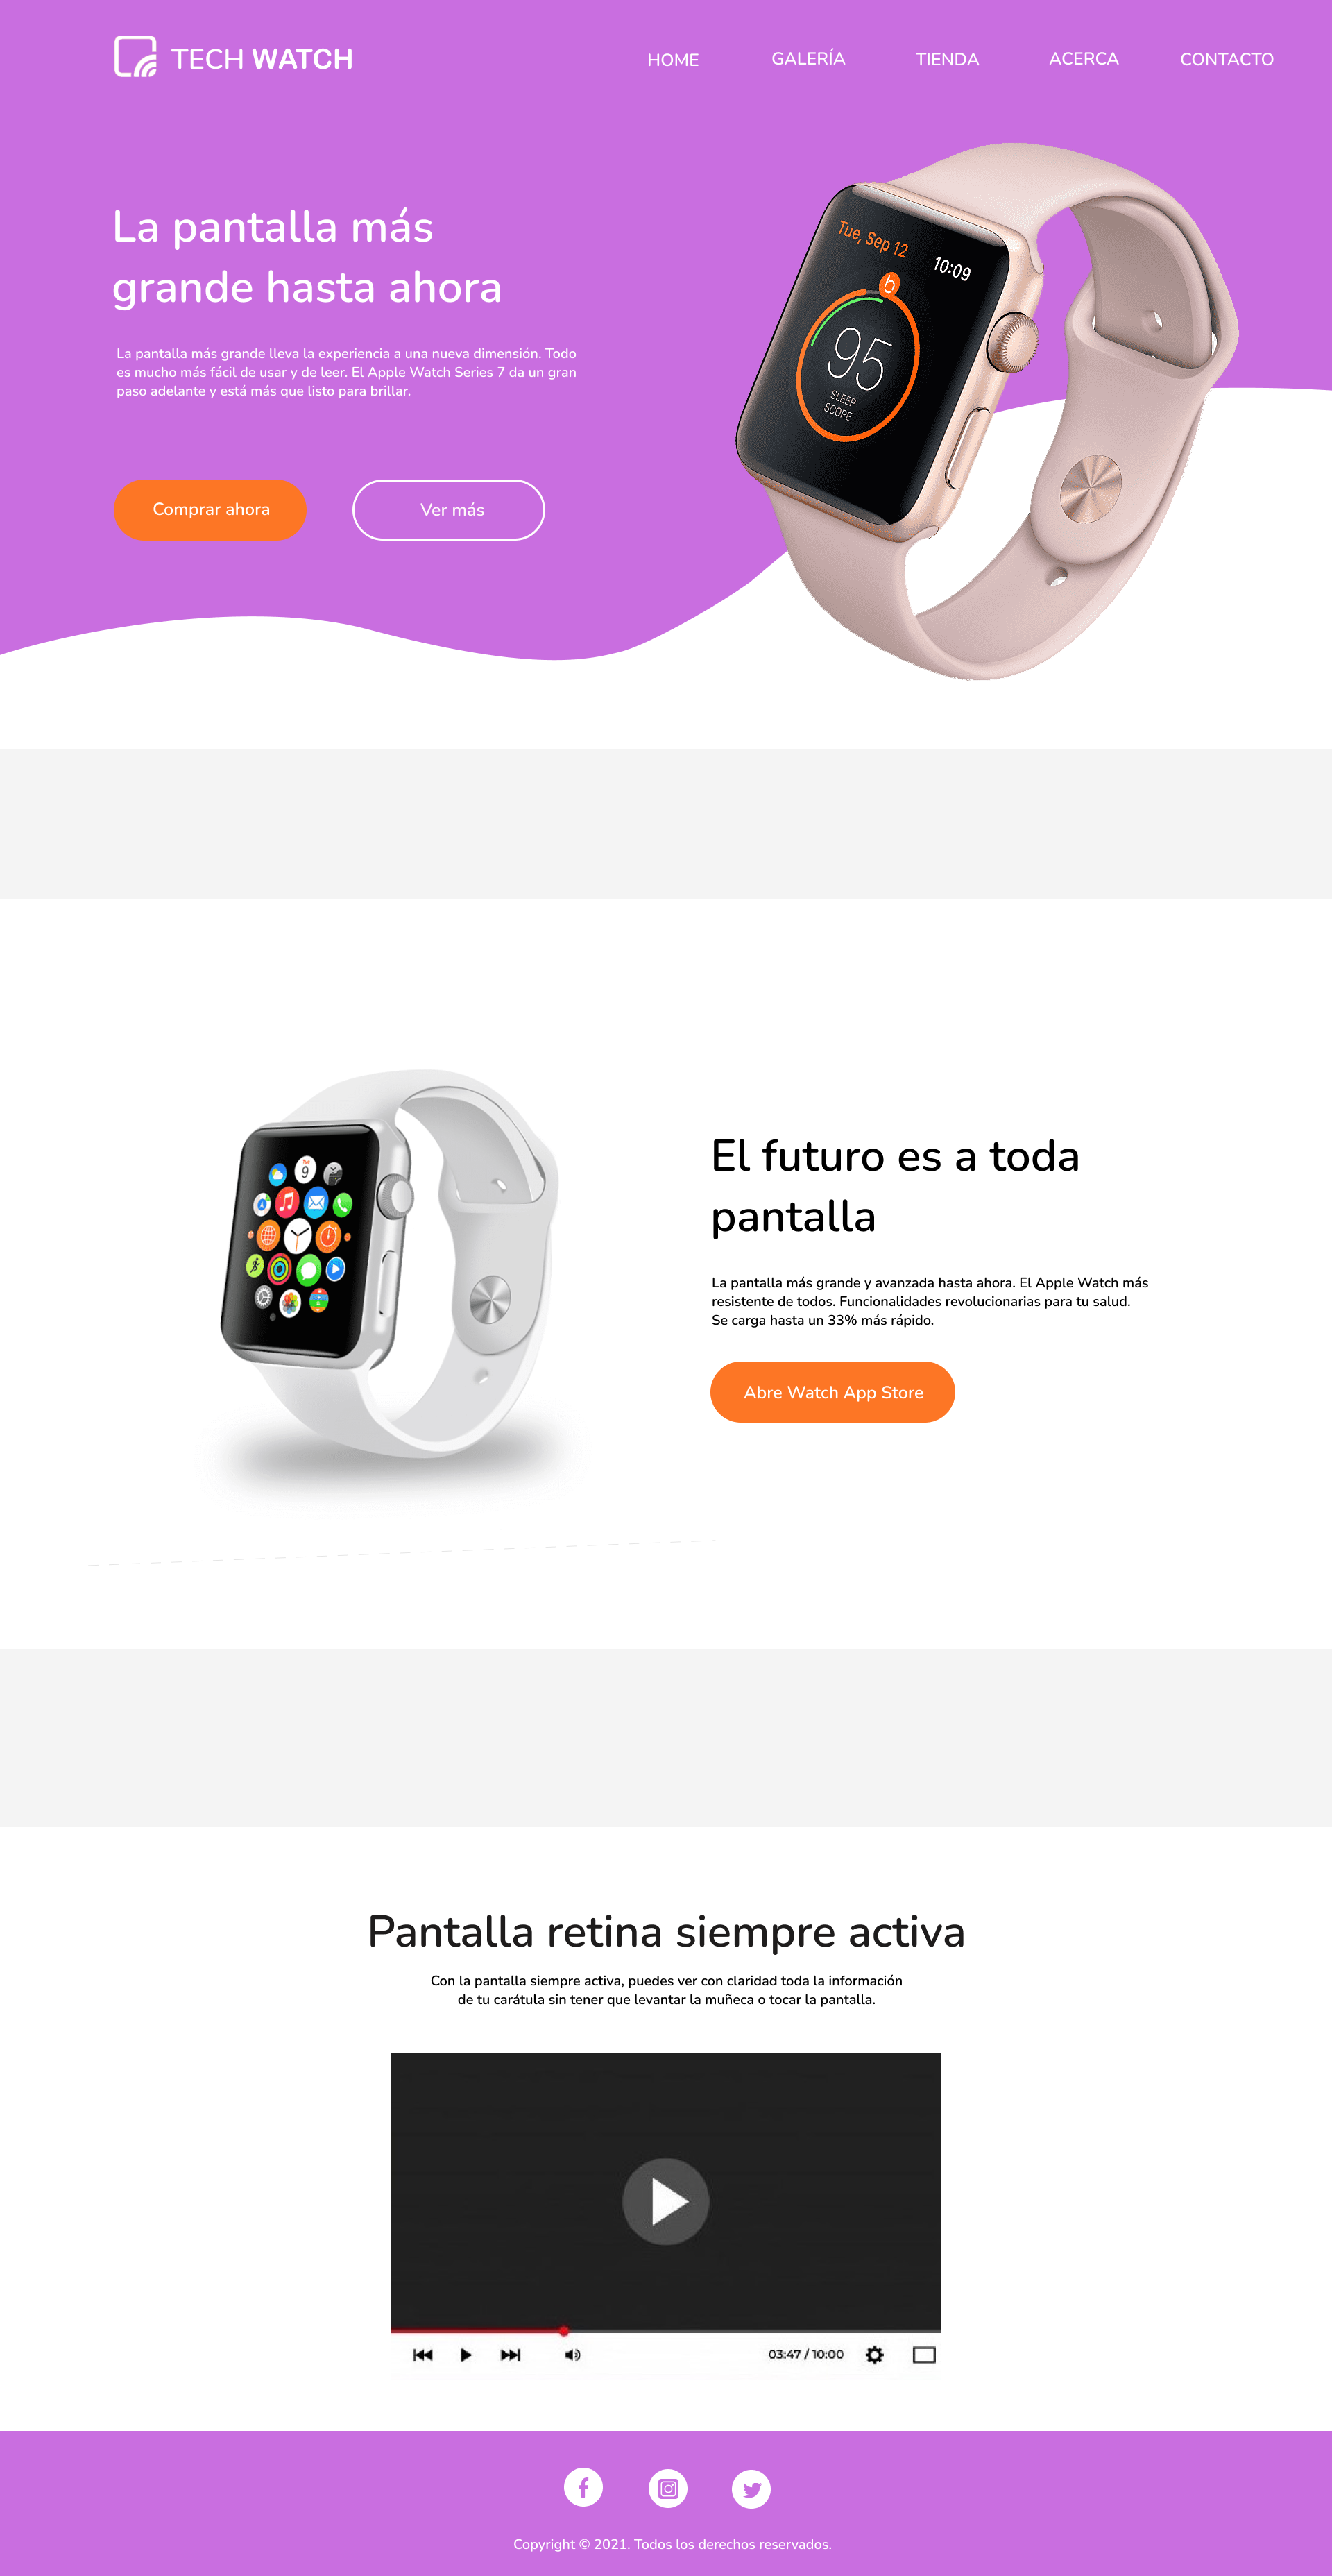 TECH WATCH
HOME
GALERÍA
TIENDA
ACERCA
CONTACTO
La pantalla más
grande hasta ahora
La pantalla más grande lleva la experiencia a una nueva dimensión. Todo
es mucho más fácil de usar y de leer. El Apple Watch Series 7 da un gran
paso adelante y está más que listo para brillar.
Comprar ahora
Ver más
Tue, Sep 12
10:09
95
SLEEP
SCORE
9
El futuro es a toda
pantalla
La pantalla más grande y avanzada hasta ahora. El Apple Watch más
resistente de todos. Funcionalidades revolucionarias para tu salud.
Se carga hasta un 33% más rápido.
Abre Watch App Store
Pantalla retina siempre activa
Con la pantalla siempre activa, puedes ver con claridad toda la información
de tu carátula sin tener que levantar la muñeca o tocar la pantalla.
03:47 / 10:00
Copyright © 2021. Todos los derechos reservados.